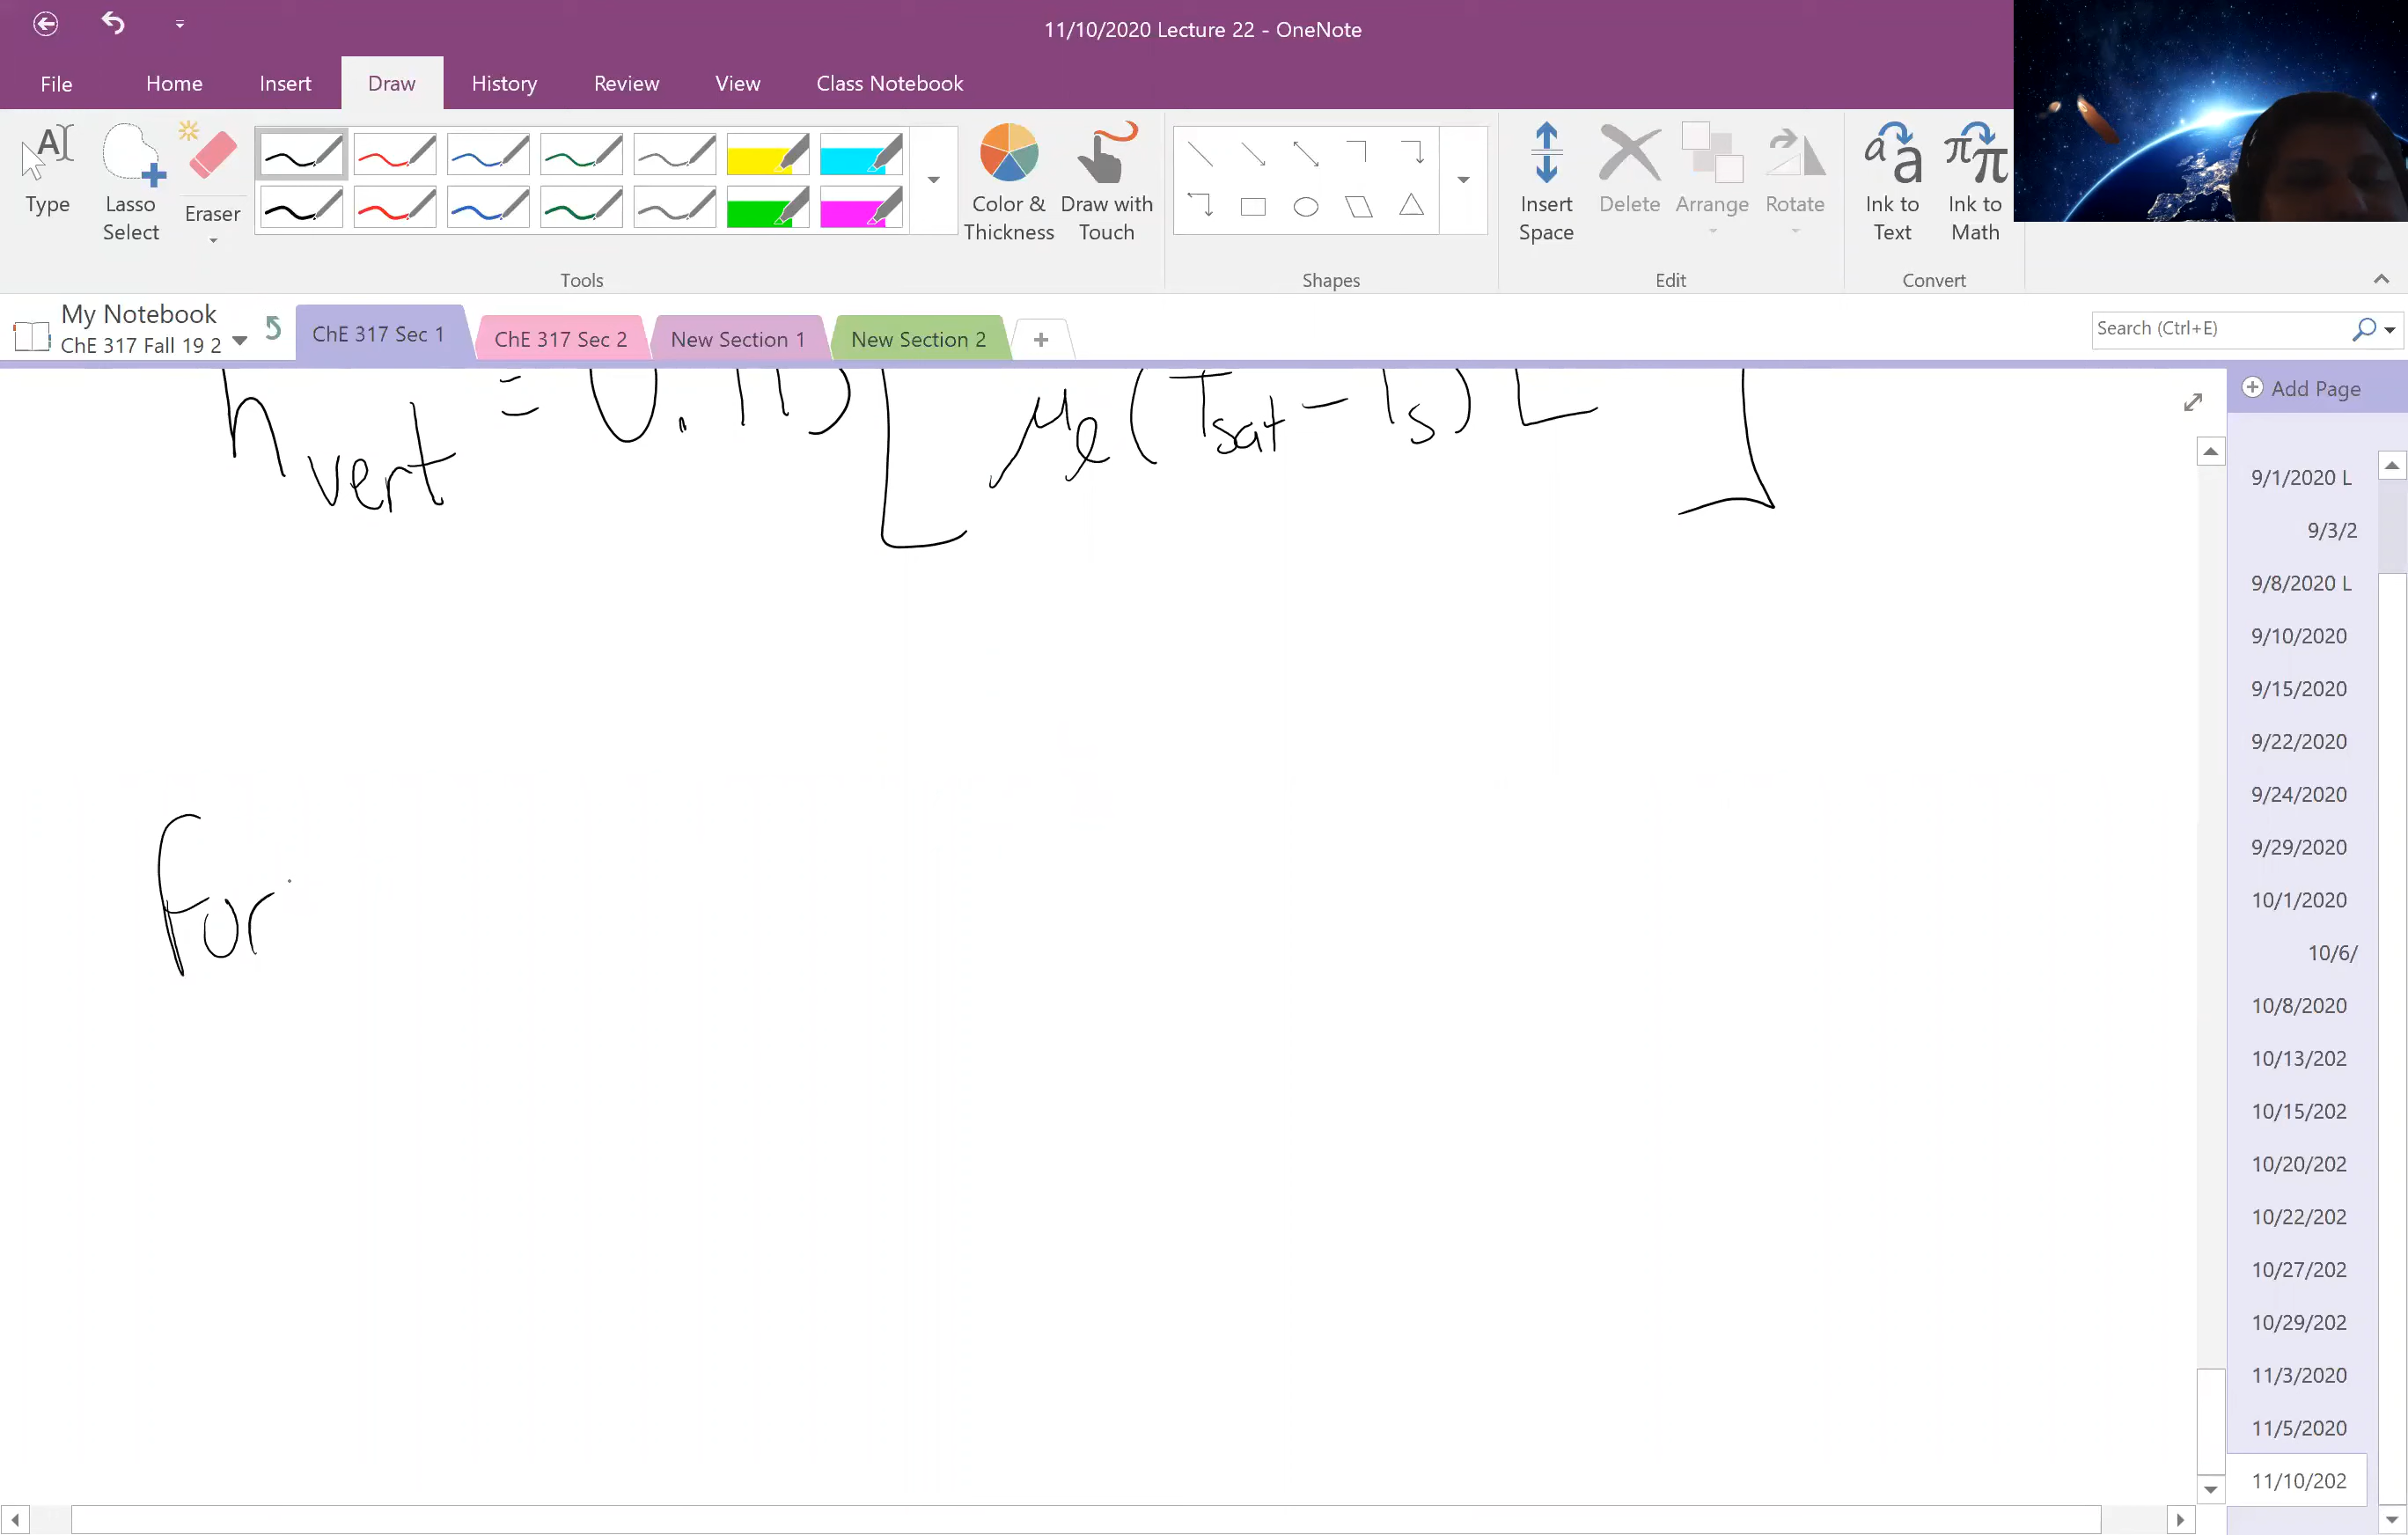 11/10/2020 Lecture 22 - OneNote
File Home Insert Draw History Review View Class Notebook
Type
Lasso Select
Eraser
Color & Thickness
Draw with Touch
Insert Space
Delete
Arrange
Rotate
Ink to Text
Ink to Math
Tools
Shapes
Edit
Convert
My Notebook
ChE 317 Fall 19 2
ChE 317 Sec 1
ChE 317 Sec 2
New Section 1
New Section 2
Search (Ctrl+E)
Add Page
h vert = 0. [ μl (Tsat - Ts) L ]
For
9/1/2020 L
9/3/2
9/8/2020 L
9/10/2020
9/15/2020
9/22/2020
9/24/2020
9/29/2020
10/1/2020
10/6/
10/8/2020
10/13/202
10/15/202
10/20/202
10/22/202
10/27/202
10/29/202
11/3/2020
11/5/2020
11/10/202